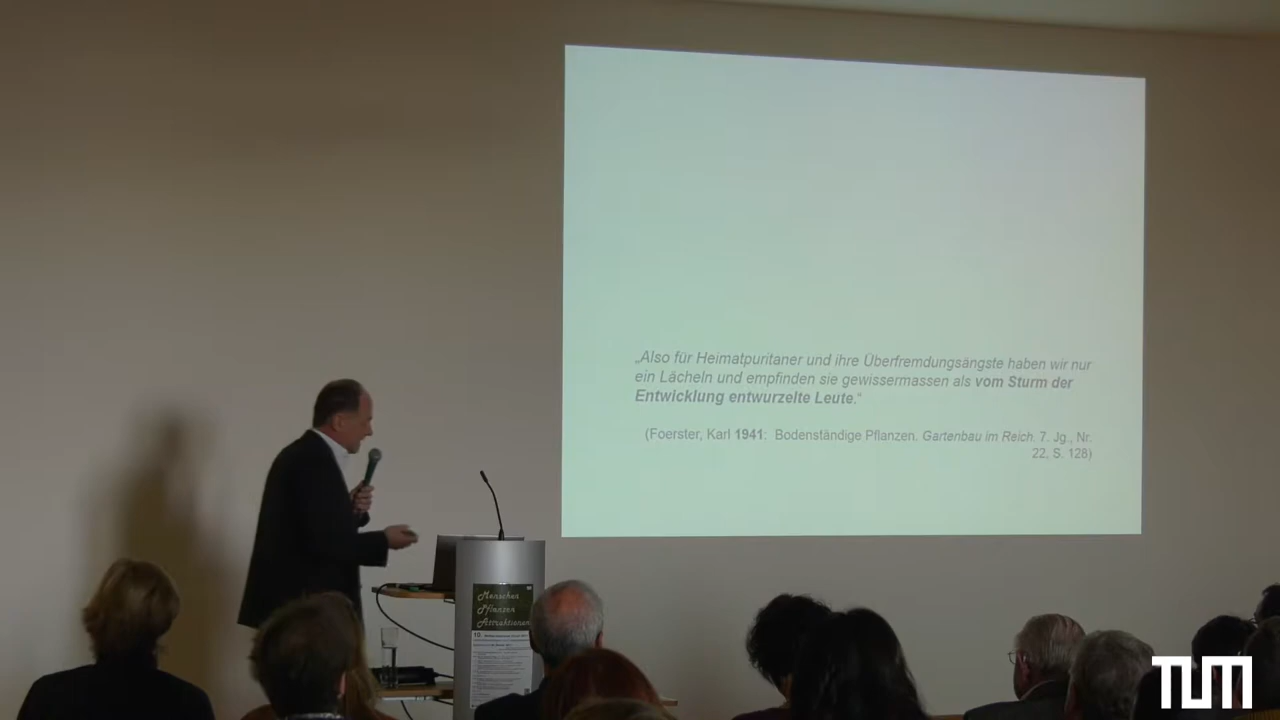 „Also für Heimatpuritaner und ihre Überfremdungsängste haben wir nur
ein Lächeln und empfinden sie gewissermassen als vom Sturm der
Entwicklung entwurzelte Leute.“
(Foerster, Karl 1941: Bodenständige Pflanzen. Gartenbau im Reich. 7. Jg., Nr.
22, S. 128)
Menschen
Pflanzen
Attraktionen
TUM